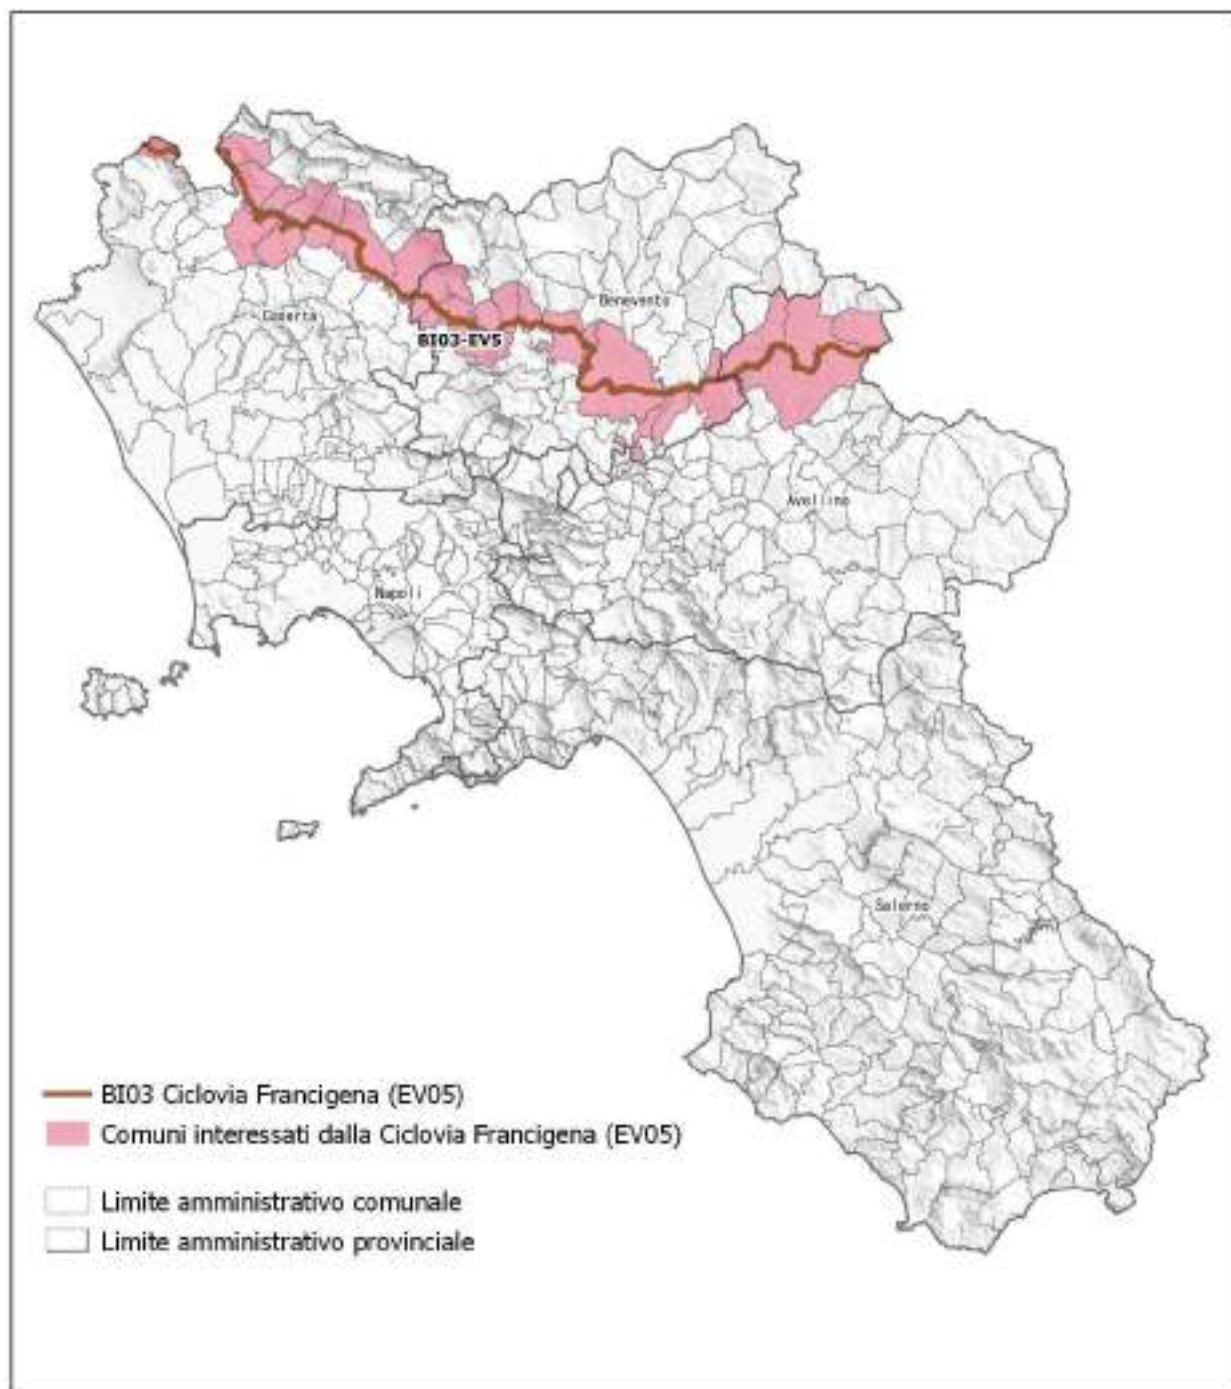 Benevento
Caserta
BI03-EV5
Avellino
Napoli
Salerno
BI03 Ciclovia Francigena (EV05)
Comuni interessati dalla Ciclovia Francigena (EV05)
Limite amministrativo comunale
Limite amministrativo provinciale